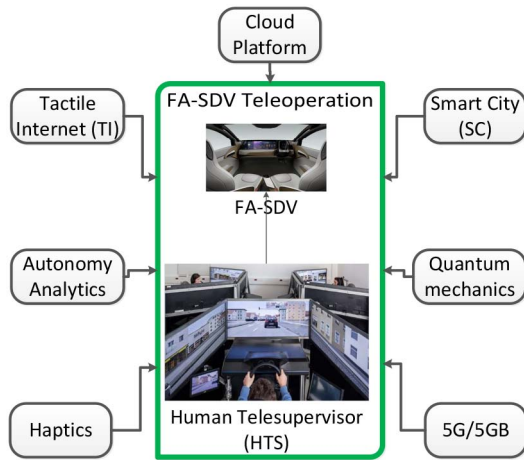 Cloud
Platform
FA-SDV Teleoperation
Tactile
Internet (TI)
Smart City
(SC)
FA-SDV
Autonomy
Analytics
Quantum
mechanics
Haptics
Human Telesupervisor
(HTS)
5G/5GB